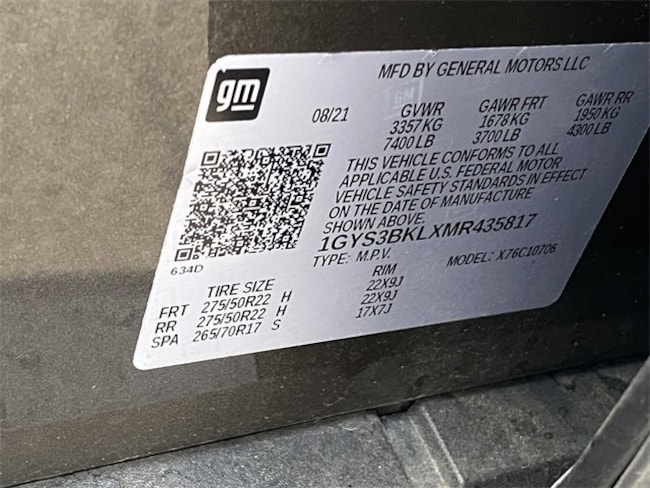 gm
MFD BY GENERAL MOTORS LLC
08/21
GVWR GAWR FRT GAWR RR
3357 KG 1678 KG 1950 KG
7400 LB 3700 LB 4300 LB
THIS VEHICLE CONFORMS TO ALL
APPLICABLE U.S. FEDERAL MOTOR
VEHICLE SAFETY STANDARDS IN EFFECT
ON THE DATE OF MANUFACTURE
SHOWN ABOVE.
1GYS3BKLXMR435817
TYPE: M.P.V. MODEL: X76C10706
634D
TIRE SIZE RIM
FRT 275/50R22 H 22X9J
RR 275/50R22 H 22X9J
SPA 265/70R17 S 17X7J